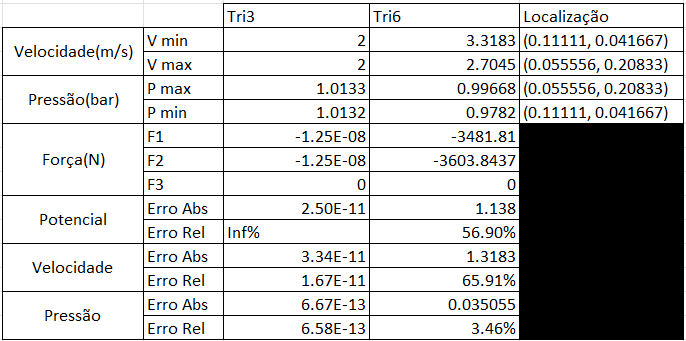 Tri3 Tri6 Localização
Velocidade(m/s) V min 2 3.3183 (0.11111, 0.041667)
V max 2 2.7045 (0.055556, 0.20833)
Pressão(bar) P max 1.0133 0.99668 (0.055556, 0.20833)
P min 1.0132 0.9782 (0.11111, 0.041667)
Força(N) F1 -1.25E-08 -3481.81
F2 -1.25E-08 -3603.8437
F3 0 0
Potencial Erro Abs 2.50E-11 1.138
Erro Rel Inf% 56.90%
Velocidade Erro Abs 3.34E-11 1.3183
Erro Rel 1.67E-11 65.91%
Pressão Erro Abs 6.67E-13 0.035055
Erro Rel 6.58E-13 3.46%